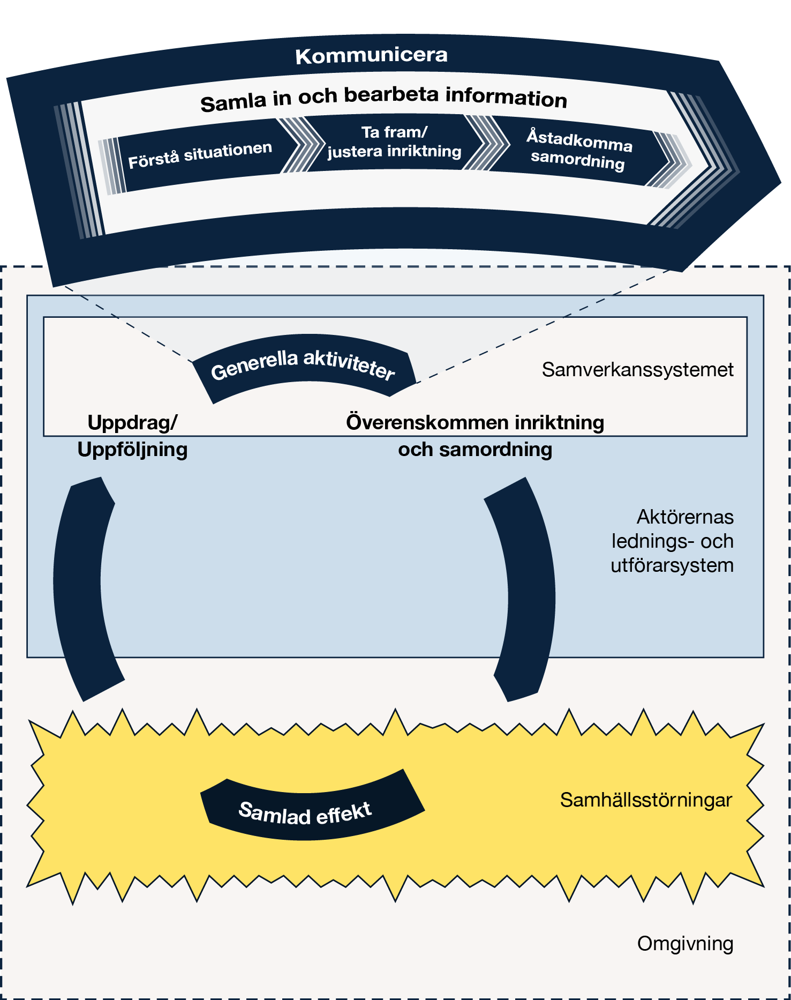 Kommunicera
Samla in och bearbeta information
Förstå situationen
Ta fram/
justera inriktning
Åstadkomma
samordning
Generella aktiviteter
Samverkanssystemet
Uppdrag/
Uppföljning
Överenskommen inriktning
och samordning
Aktörernas
lednings- och
utförarsystem
Samlad effekt
Samhällsstörningar
Omgivning